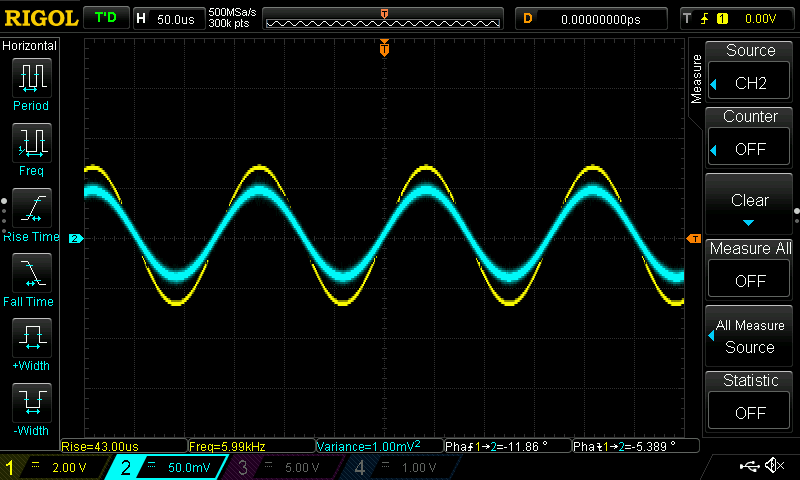 RIGOL T'D H 50.0us 500MSa/s 300k pts T D 0.00000000ps T 1 0.00V
Horizontal
Period
Freq
Rise Time
Fall Time
+Width
-Width
T
2
T
Measure
Source
CH2
Counter
OFF
Clear
Measure All
OFF
All Measure
Source
Statistic
OFF
Rise=43.00us Freq=5.99kHz Variance=1.00mV² Pha1→2=-11.86 ° Pha1→2=-5.389 °
1 = 2.00 V 2 = 50.0mV 3 = 5.00 V 4 = 1.00 V